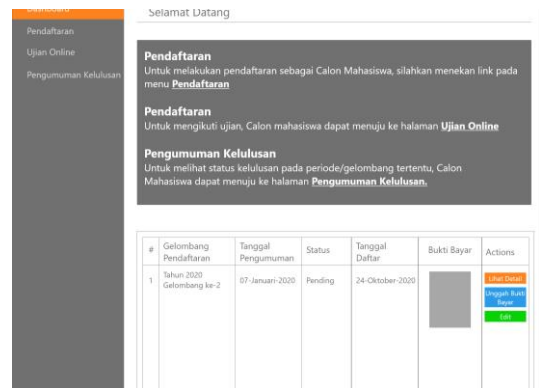 Dashboard
Selamat Datang
Pendaftaran
Ujian Online
Pengumuman Kelulusan
Pendaftaran
Untuk melakukan pendaftaran sebagai Calon Mahasiswa, silahkan menekan link pada
menu Pendaftaran
Pendaftaran
Untuk mengikuti ujian, Calon mahasiswa dapat menuju ke halaman Ujian Online
Pengumuman Kelulusan
Untuk melihat status kelulusan pada periode/gelombang tertentu, Calon
Mahasiswa dapat menuju ke halaman Pengumuman Kelulusan.
# Gelombang Pendaftaran Tanggal Pengumuman Status Tanggal Daftar Bukti Bayar Actions
1 Tahun 2020 Gelombang ke-2 07-Januari-2020 Pending 24-Oktober-2020
Lihat Detail
Unggah Bukti
Bayar
Edit